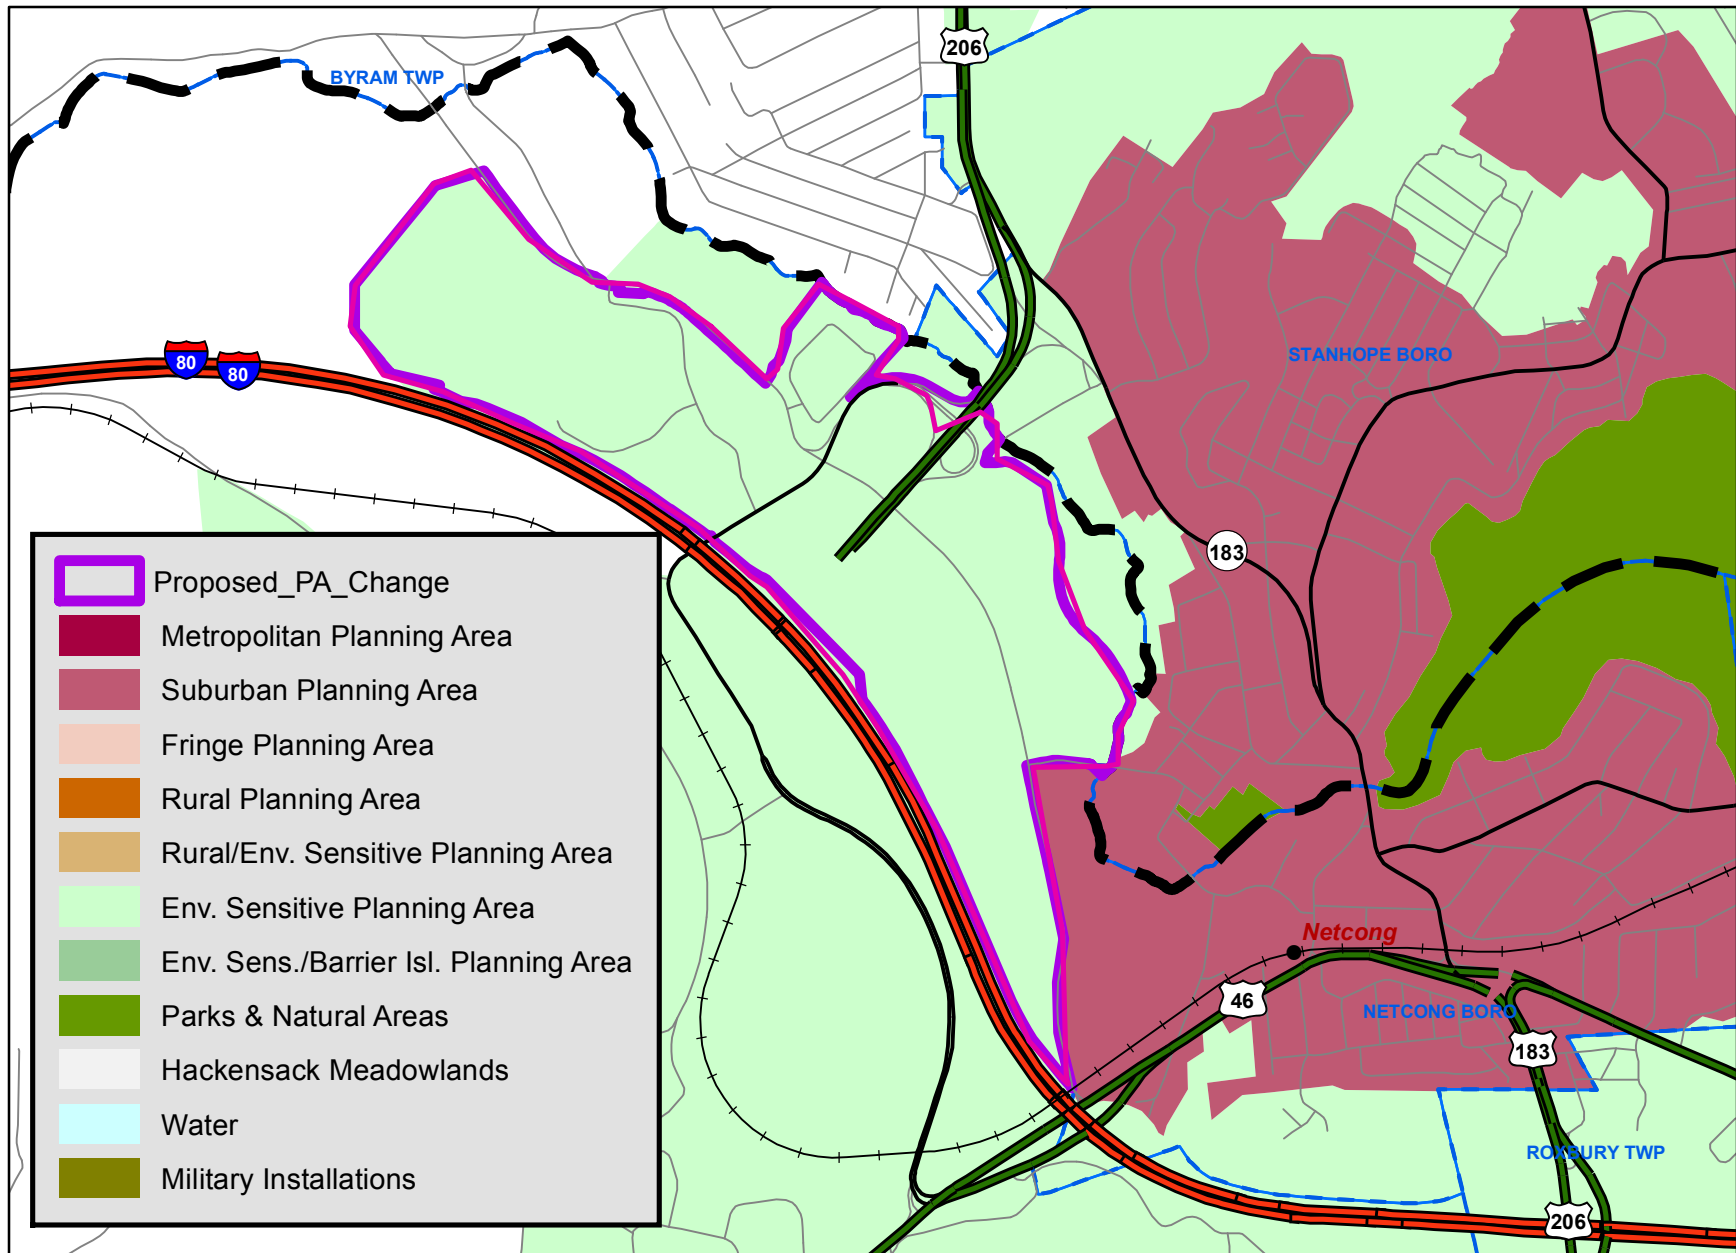 206
BYRAM TWP
80
80
STANHOPE BORO
183
Proposed_PA_Change
Metropolitan Planning Area
Suburban Planning Area
Fringe Planning Area
Rural Planning Area
Rural/Env. Sensitive Planning Area
Env. Sensitive Planning Area
Env. Sens./Barrier Isl. Planning Area
Parks & Natural Areas
Hackensack Meadowlands
Water
Military Installations
Netcong
46
NETCONG BORO
183
ROXBURY TWP
206